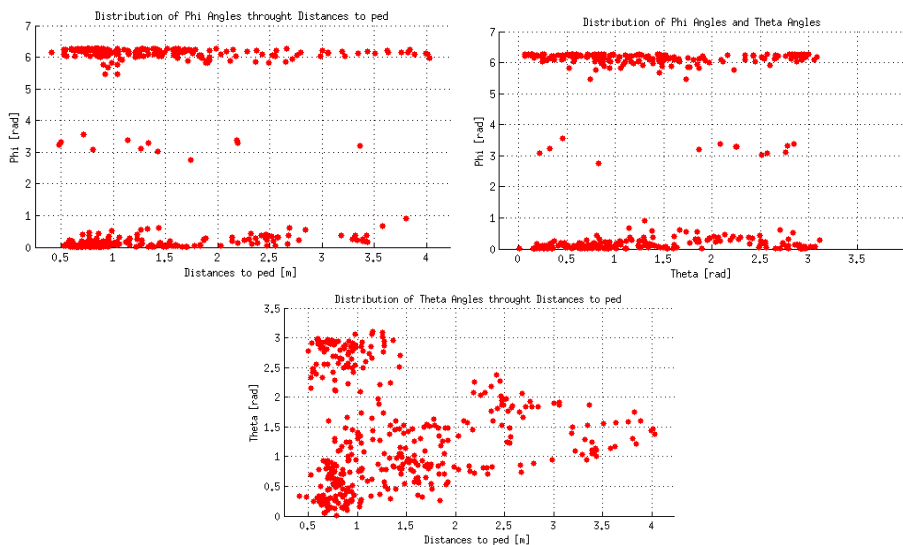 Distribution of Phi Angles throught Distances to ped
7
6
5
4
3
2
1
0
Phi [rad]
0.5 1 1.5 2 2.5 3 3.5 4
Distances to ped [m]
Distribution of Phi Angles and Theta Angles
7
6
5
4
3
2
1
0
Phi [rad]
0 0.5 1 1.5 2 2.5 3 3.5
Theta [rad]
Distribution of Theta Angles throught Distances to ped
3.5
3
2.5
2
1.5
1
0.5
0
Theta [rad]
0.5 1 1.5 2 2.5 3 3.5 4
Distances to ped [m]